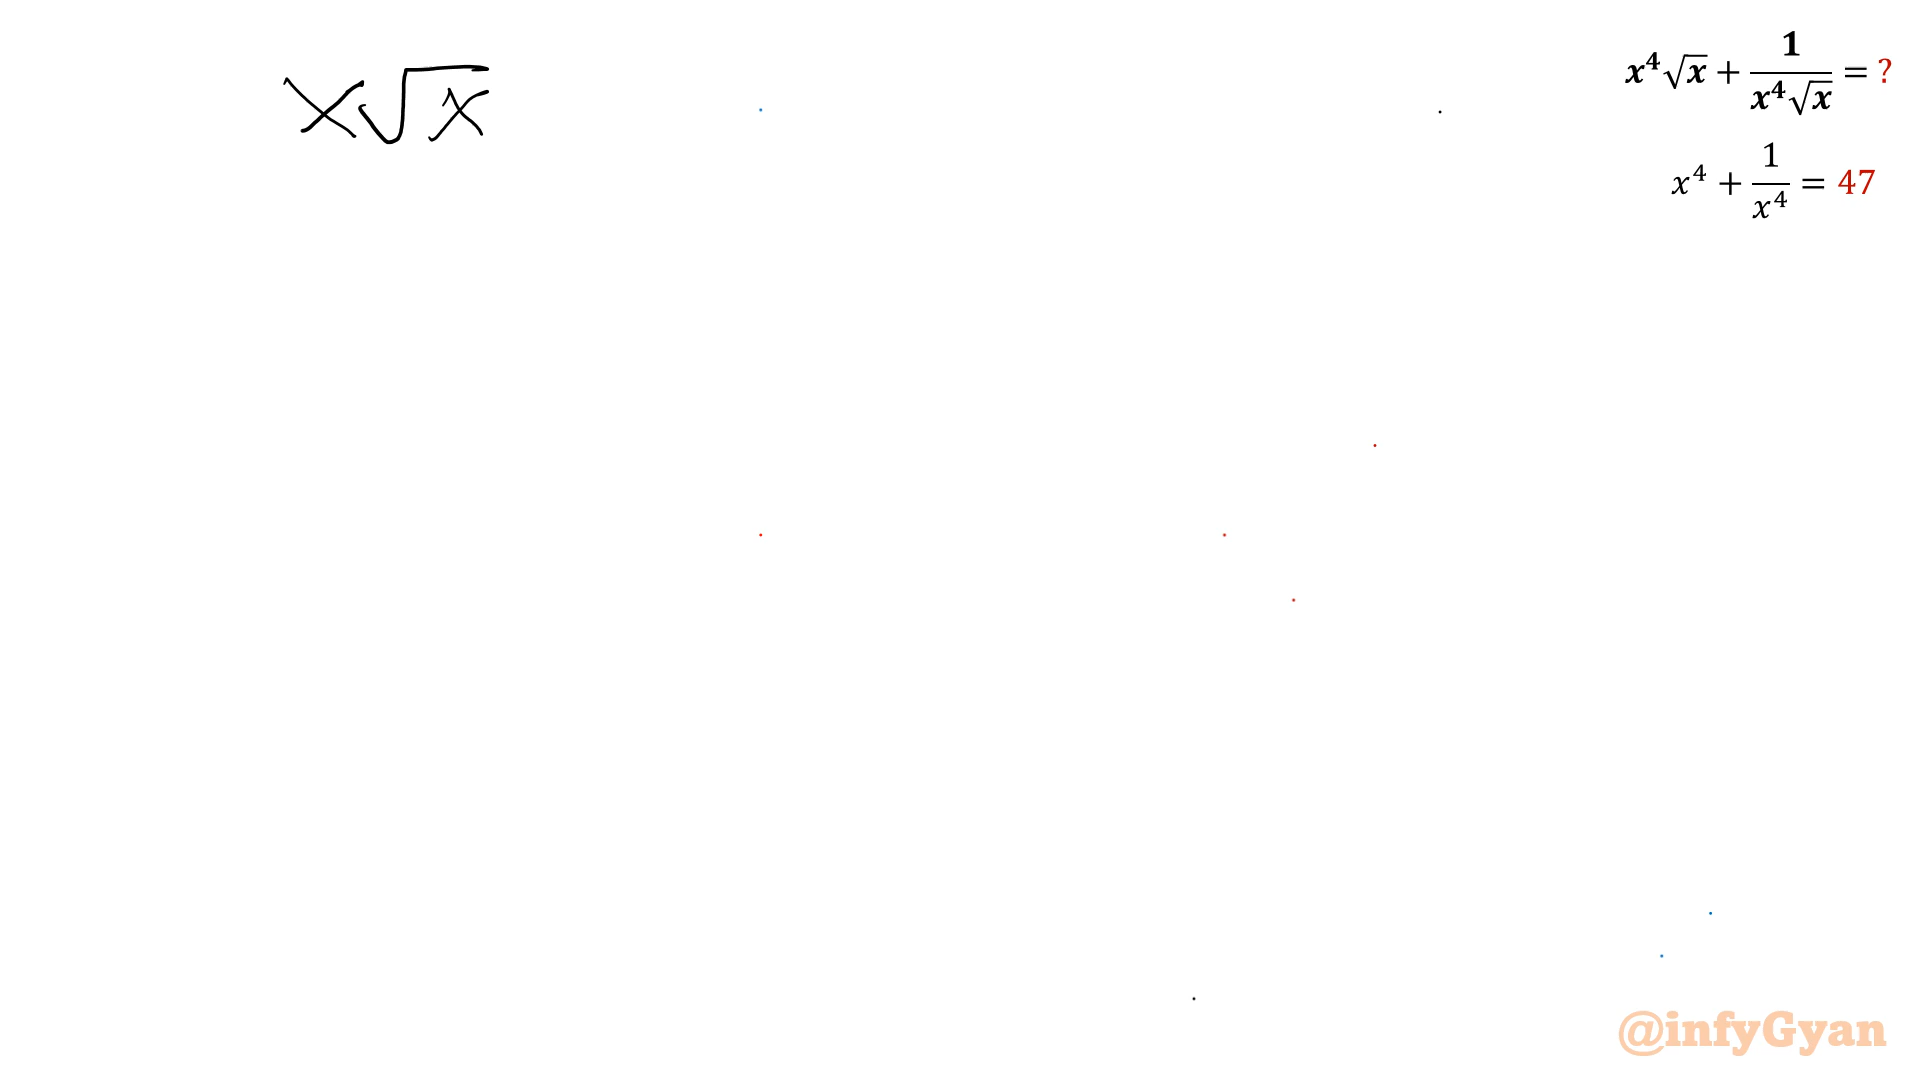 x√x
x⁴√x + 1/(x⁴√x) = ?
x⁴ + 1/x⁴ = 47
@infyGyan